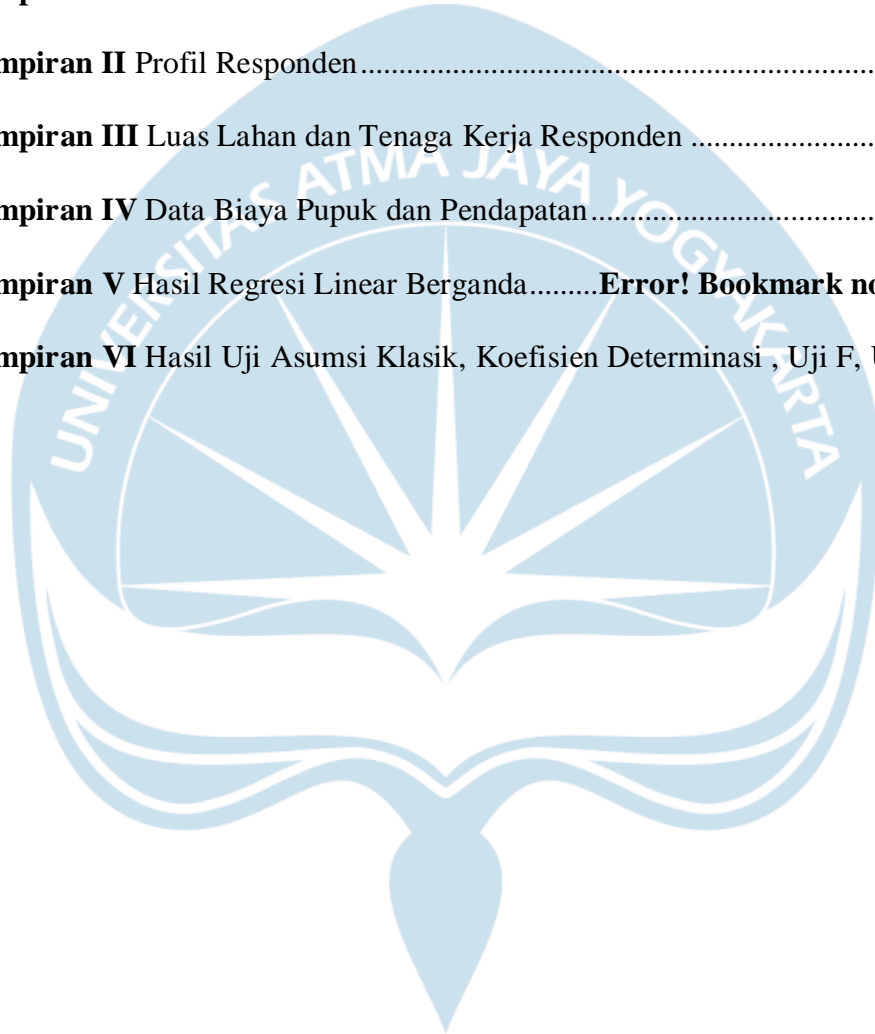 mpiran II Profil Responden........................................................................
mpiran III Luas Lahan dan Tenaga Kerja Responden ........................
mpiran IV Data Biaya Pupuk dan Pendapatan.....................................
mpiran V Hasil Regresi Linear Berganda.........Error! Bookmark no
mpiran VI Hasil Uji Asumsi Klasik, Koefisien Determinasi , Uji F, U
UNIVERSITAS ATMA JAYA YOGYAKARTA